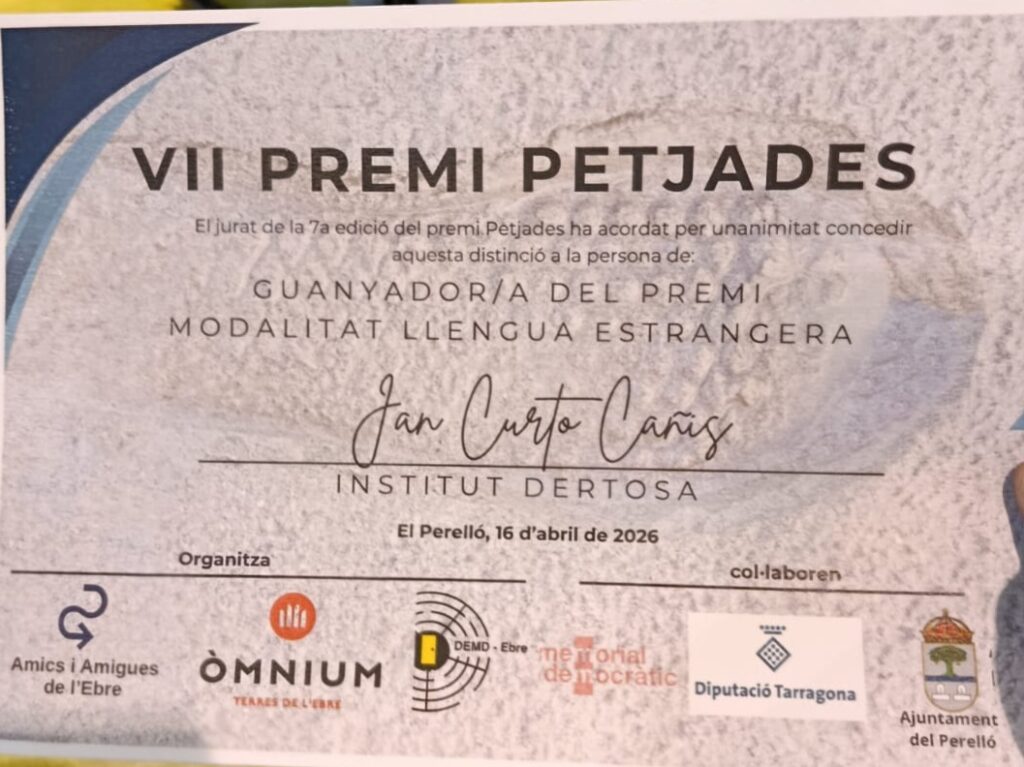 VII PREMI PETJADES
El jurat de la 7a edició del premi Petjades ha acordat per unanimitat concedir
aquesta distinció a la persona de:
GUANYADOR/A DEL PREMI
MODALITAT LLENGUA ESTRANGERA
Jan Curto Cañis
INSTITUT DERTOSA
El Perelló, 16 d'abril de 2026
Organitza
col·laboren
Amics i Amigues
de l'Ebre
ÒMNIUM
TERRES DE L'EBRE
DEMD - Ebre
memorial
democràtic
Diputació Tarragona
Ajuntament
del Perelló